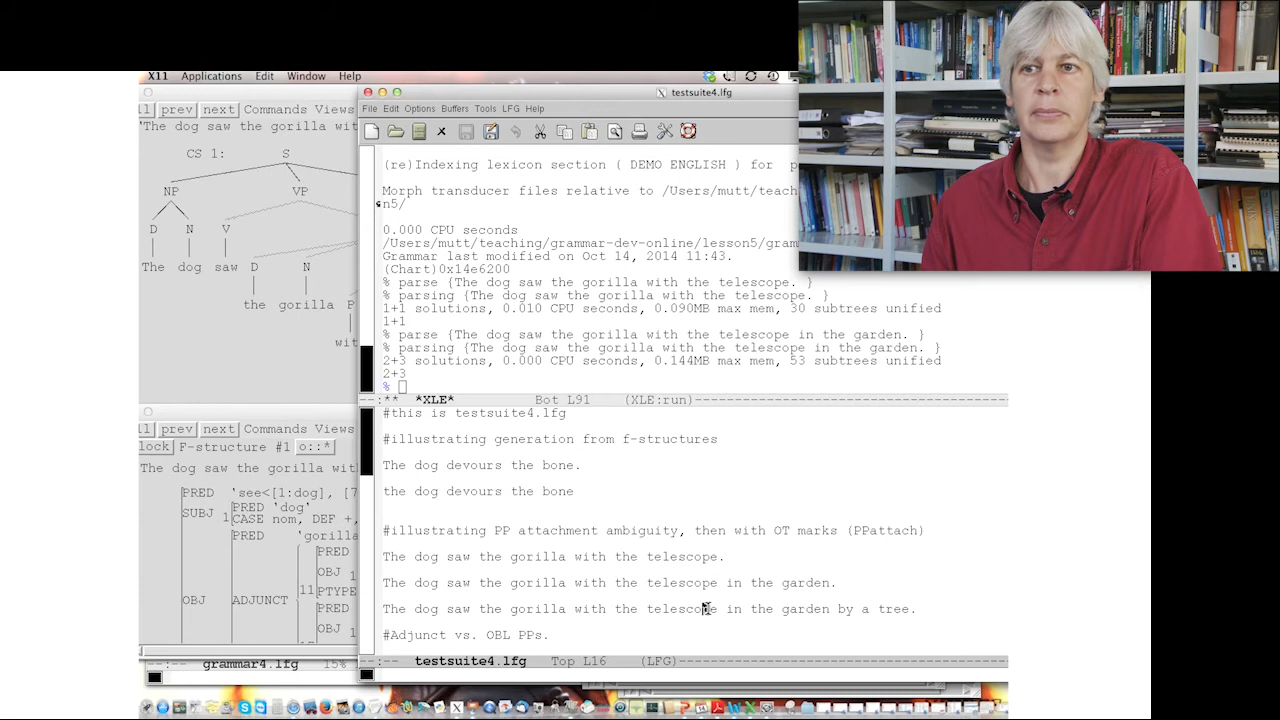 X11 Applications Edit Window Help
prev next Commands Views
'The dog saw the gorilla wit
CS 1: S
NP VP
D N V
The dog saw D N
the gorilla P
wit
prev next Commands Views
lock F-structure #1 o::*
The dog saw the gorilla wit
PRED 'see<[1:dog], [7
SUBJ 1 PRED 'dog'
CASE nom, DEF +,
PRED 'gorilla
PRED
OBJ 1
11 PTYPE
OBJ ADJUNCT PRED
OBJ 1
--:-- grammar4.lfg 15%
testsuite4.lfg
File Edit Options Buffers Tools LFG Help
(re)Indexing lexicon section ( DEMO ENGLISH ) for p
Morph transducer files relative to /Users/mutt/teach
n5/
0.000 CPU seconds
/Users/mutt/teaching/grammar-dev-online/lesson5/gram
Grammar last modified on Oct 14, 2014 11:43.
(Chart)0x14e6200
% parse {The dog saw the gorilla with the telescope. }
% parsing {The dog saw the gorilla with the telescope. }
1+1 solutions, 0.010 CPU seconds, 0.090MB max mem, 30 subtrees unified
1+1
% parse {The dog saw the gorilla with the telescope in the garden. }
% parsing {The dog saw the gorilla with the telescope in the garden. }
2+3 solutions, 0.000 CPU seconds, 0.144MB max mem, 53 subtrees unified
2+3
%
--:** *XLE* Bot L91 (XLE:run)
#this is testsuite4.lfg
#illustrating generation from f-structures
The dog devours the bone.
the dog devours the bone
#illustrating PP attachment ambiguity, then with OT marks (PPattach)
The dog saw the gorilla with the telescope.
The dog saw the gorilla with the telescope in the garden.
The dog saw the gorilla with the telescope in the garden by a tree.
#Adjunct vs. OBL PPs.
--:-- testsuite4.lfg Top L16 (LFG)